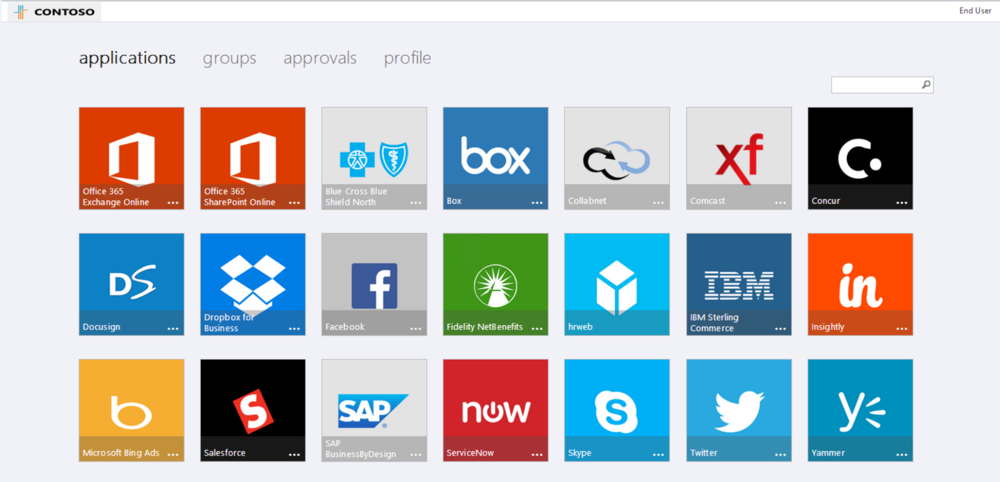 CONTOSO
End User
applications groups approvals profile
box
xf
C.
Office 365
Exchange Online
Office 365
SharePoint Online
Blue Cross Blue
Shield North
Box
Collabnet
Comcast
Concur
DS
f
IBM
in
Docusign
Dropbox for
Business
Facebook
Fidelity NetBenefits
hrweb
IBM Sterling
Commerce
Insightly
b
S
SAP
®
now
S
y
Microsoft Bing Ads
Salesforce
SAP
BusinessByDesign
ServiceNow
Skype
Twitter
Yammer